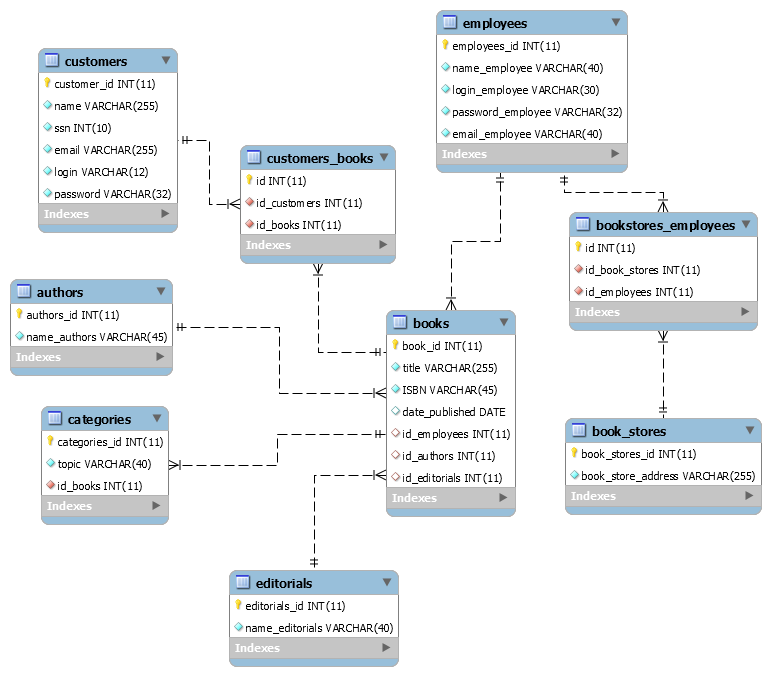 employees
employees_id INT(11)
name_employee VARCHAR(40)
login_employee VARCHAR(30)
password_employee VARCHAR(32)
email_employee VARCHAR(40)
Indexes
customers
customer_id INT(11)
name VARCHAR(255)
ssn INT(10)
email VARCHAR(255)
login VARCHAR(12)
password VARCHAR(32)
Indexes
customers_books
id INT(11)
id_customers INT(11)
id_books INT(11)
Indexes
bookstores_employees
id INT(11)
id_book_stores INT(11)
id_employees INT(11)
Indexes
authors
authors_id INT(11)
name_authors VARCHAR(45)
Indexes
books
book_id INT(11)
title VARCHAR(255)
ISBN VARCHAR(45)
date_published DATE
id_employees INT(11)
id_authors INT(11)
id_editorials INT(11)
Indexes
categories
categories_id INT(11)
topic VARCHAR(40)
id_books INT(11)
Indexes
book_stores
book_stores_id INT(11)
book_store_address VARCHAR(255)
Indexes
editorials
editorials_id INT(11)
name_editorials VARCHAR(40)
Indexes